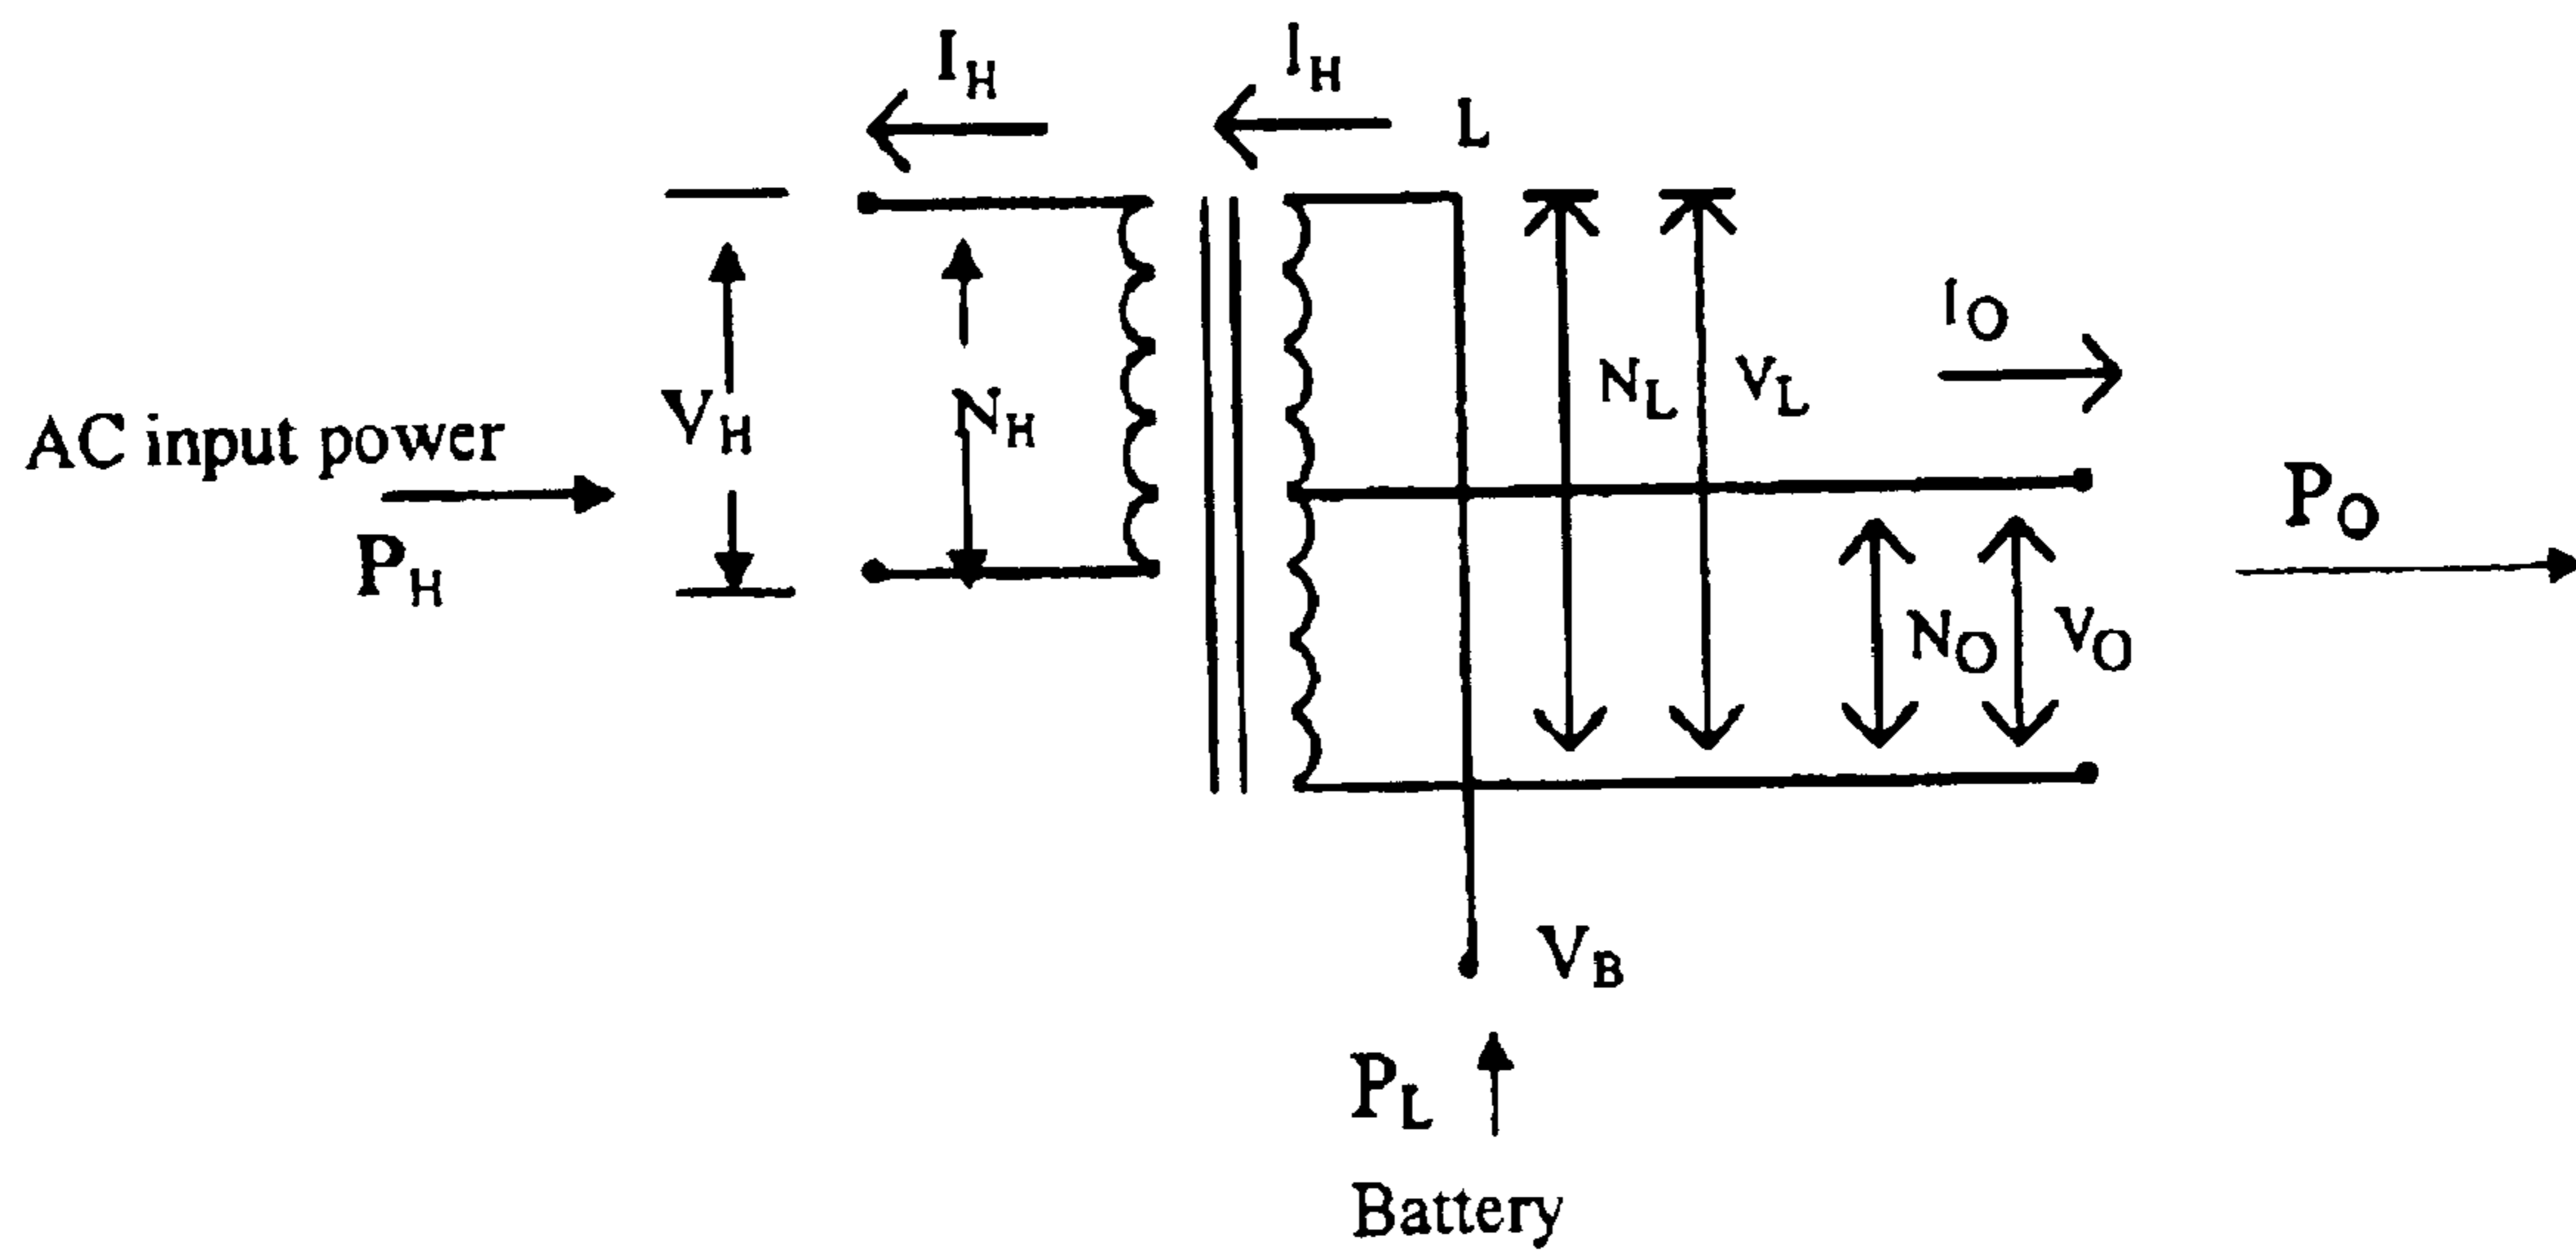 I_H
I_H
L
AC input power
P_H
V_H
N_H
N_L
V_L
I_O
P_O
N_O
V_O
V_B
P_L
Battery